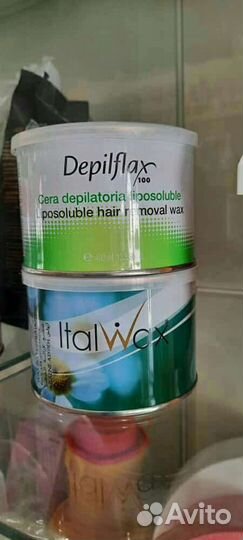 Depilflax
100
Cera depilatoria liposoluble
Liposoluble hair removal wax
ItalWax
Avito